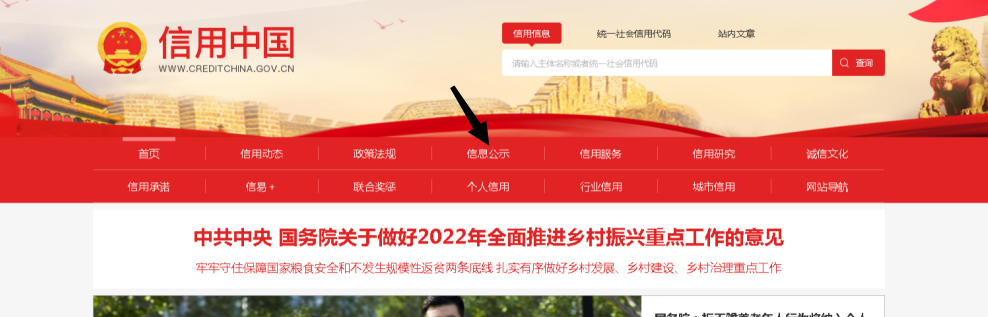 信用中国
WWW.CREDITCHINA.GOV.CN
信用信息 统一社会信用代码 站内文章
请输入主体名称或者统一社会信用代码 查询
首页 信用动态 政策法规 信息公示 信用服务 信用研究 诚信文化
信用承诺 信易+ 联合奖惩 个人信用 行业信用 城市信用 网站导航
中共中央 国务院关于做好2022年全面推进乡村振兴重点工作的意见
牢牢守住保障国家粮食安全和不发生规模性返贫两条底线 扎实有序做好乡村发展、乡村建设、乡村治理重点工作